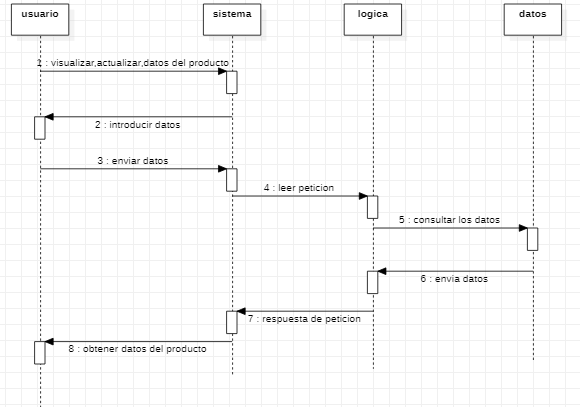 usuario
sistema
logica
datos
1 : visualizar,actualizar,datos del producto
2 : introducir datos
3 : enviar datos
4 : leer peticion
5 : consultar los datos
6 : envia datos
7 : respuesta de peticion
8 : obtener datos del producto